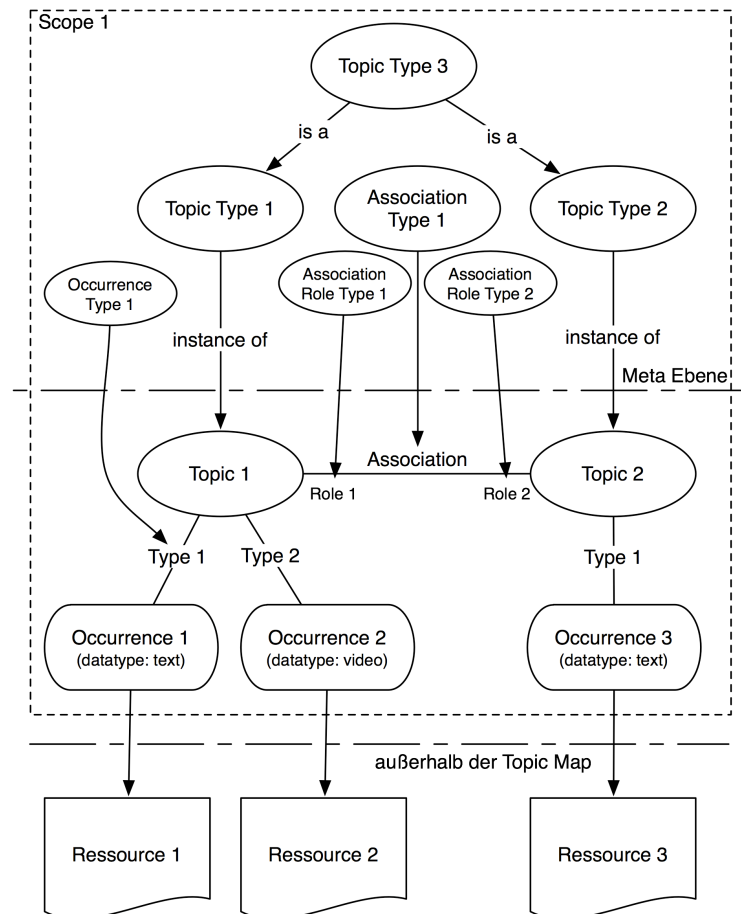 Scope 1
Topic Type 3
is a
is a
Topic Type 1
Association
Type 1
Topic Type 2
Occurrence
Type 1
Association
Role Type 1
Association
Role Type 2
instance of
instance of
Meta Ebene
Topic 1
Association
Topic 2
Role 1
Role 2
Type 1
Type 2
Type 1
Occurrence 1
(datatype: text)
Occurrence 2
(datatype: video)
Occurrence 3
(datatype: text)
außerhalb der Topic Map
Ressource 1
Ressource 2
Ressource 3